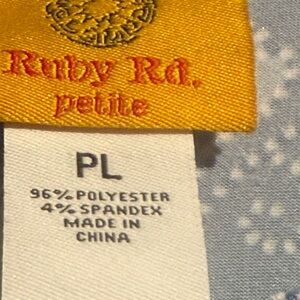 Ruby Rd.
petite
PL
96% POLYESTER
4% SPANDEX
MADE IN
CHINA